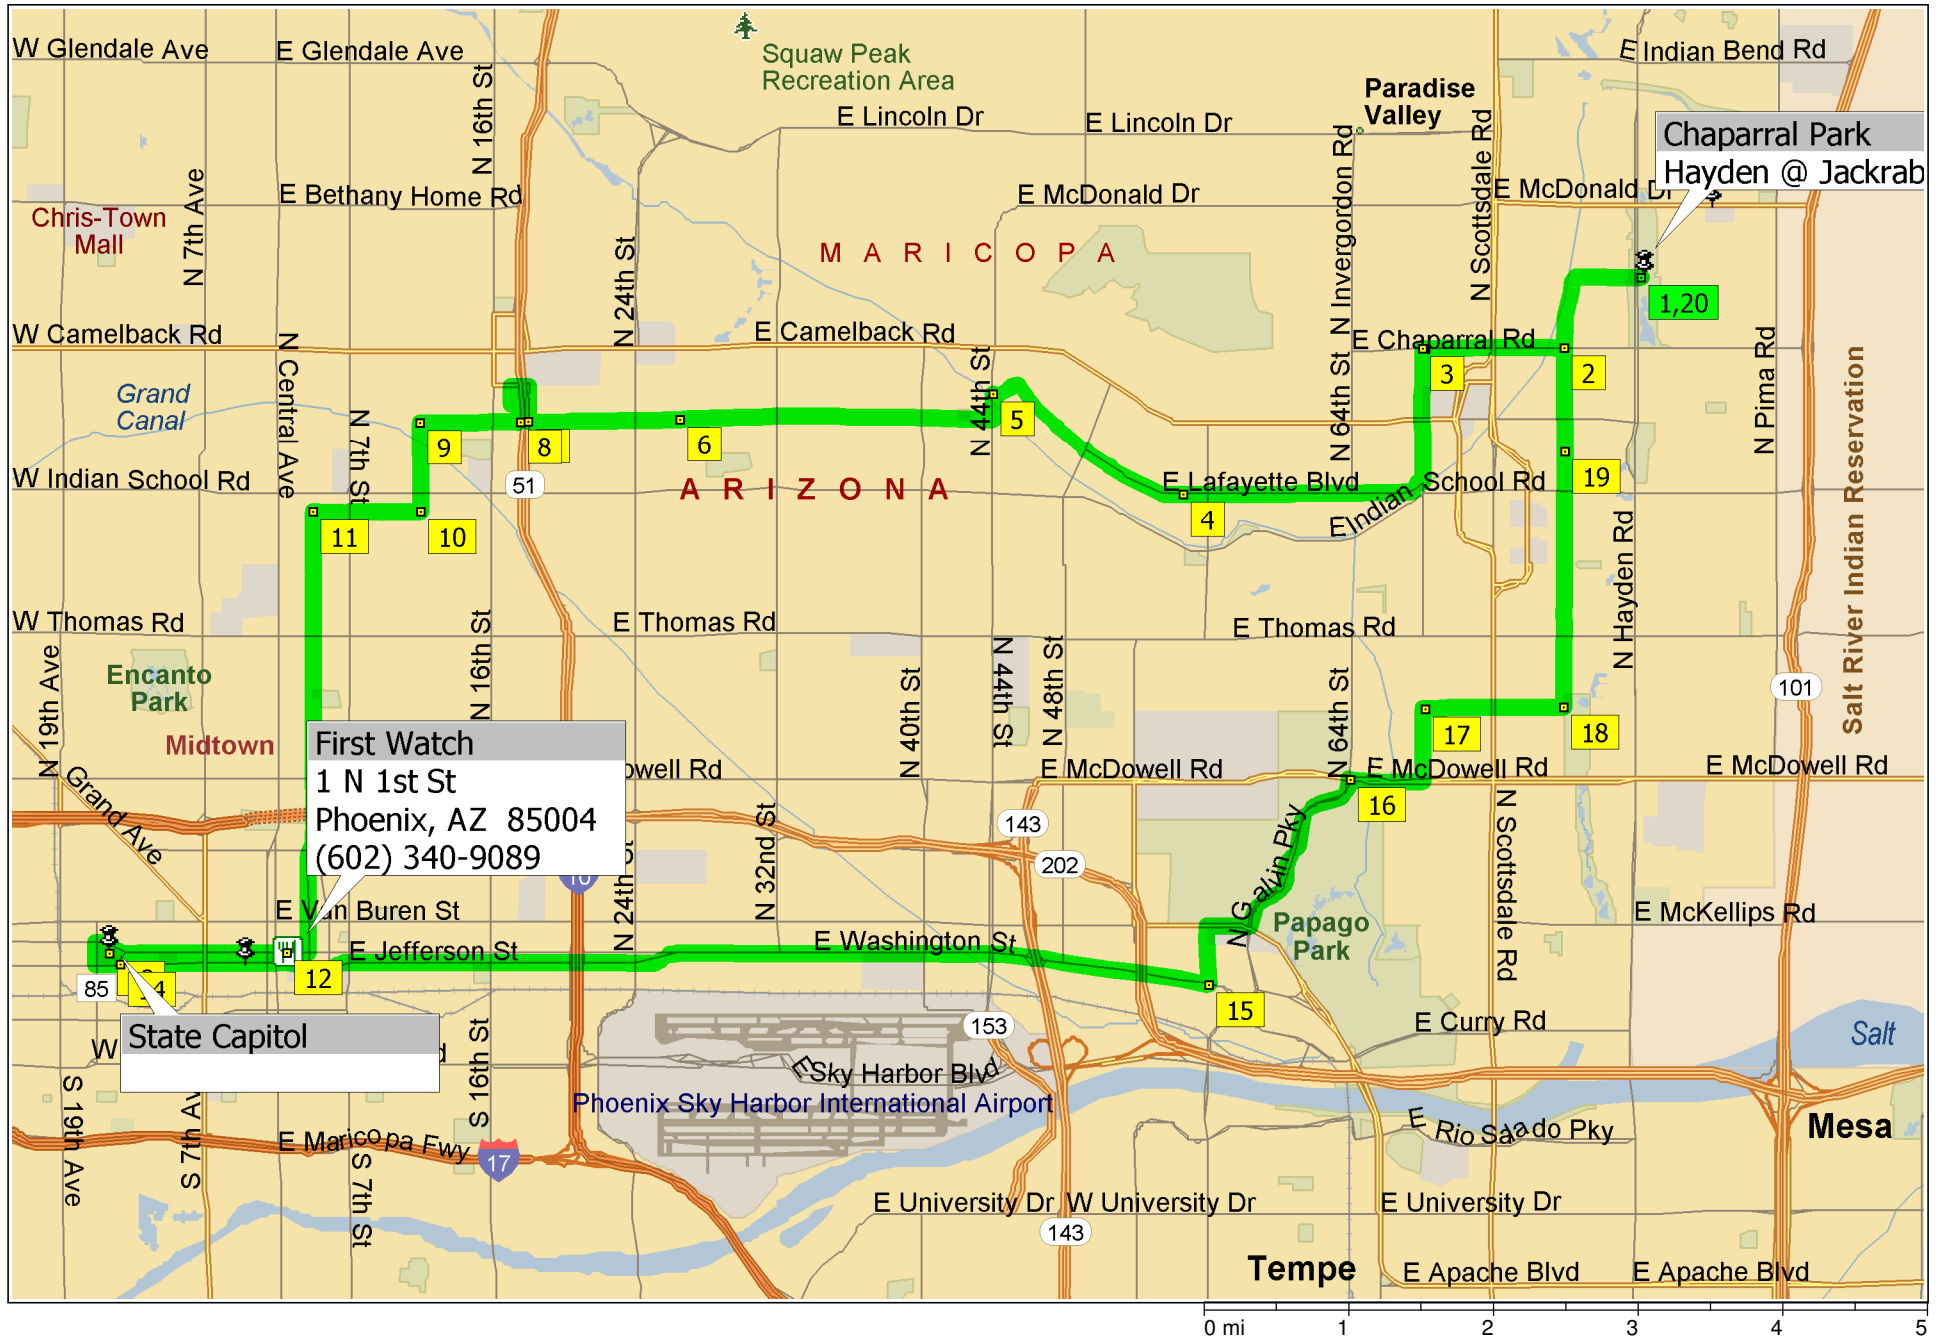 W Glendale Ave
E Glendale Ave
Squaw Peak
Recreation Area
E Indian Bend Rd
N 16th St
Paradise
Valley
E Lincoln Dr
E Lincoln Dr
N Scottsdale Rd
N Invergordon Rd
Chaparral Park
Hayden @ Jackrab
N 7th Ave
E Bethany Home Rd
E McDonald Dr
E McDonald Dr
Chris-Town
Mall
N 24th St
MARICOPA
1,20
W Camelback Rd
E Camelback Rd
E Chaparral Rd
N Central Ave
N 44th St
N 64th St
N Pima Rd
Grand
Canal
N 7th St
3
2
5
9
8
6
W Indian School Rd
51
ARIZONA
E Lafayette Blvd
E Indian School Rd
19
4
11
10
N Hayden Rd
Salt River Indian Reservation
W Thomas Rd
E Thomas Rd
E Thomas Rd
N 19th Ave
Encanto
Park
N 16th St
N 40th St
N 44th St
N 48th St
N 64th St
101
Midtown
17
18
First Watch
1 N 1st St
Phoenix, AZ 85004
(602) 340-9089
owell Rd
E McDowell Rd
E McDowell Rd
E McDowell Rd
Grand Ave
16
N 32nd St
143
202
N Galvin Pky
N Scottsdale Rd
10
N 24th St
E Van Buren St
E McKellips Rd
Papago
Park
E Jefferson St
E Washington St
12
85
14
15
State Capitol
W
d
153
E Curry Rd
Salt
S 16th St
E Sky Harbor Blvd
Phoenix Sky Harbor International Airport
S 19th Ave
S 7th Av
E Maricopa Fwy
17
S 7th St
E Rio Salado Pky
Mesa
E University Dr
W University Dr
E University Dr
143
Tempe
E Apache Blvd
E Apache Blvd
0 mi 1 2 3 4 5